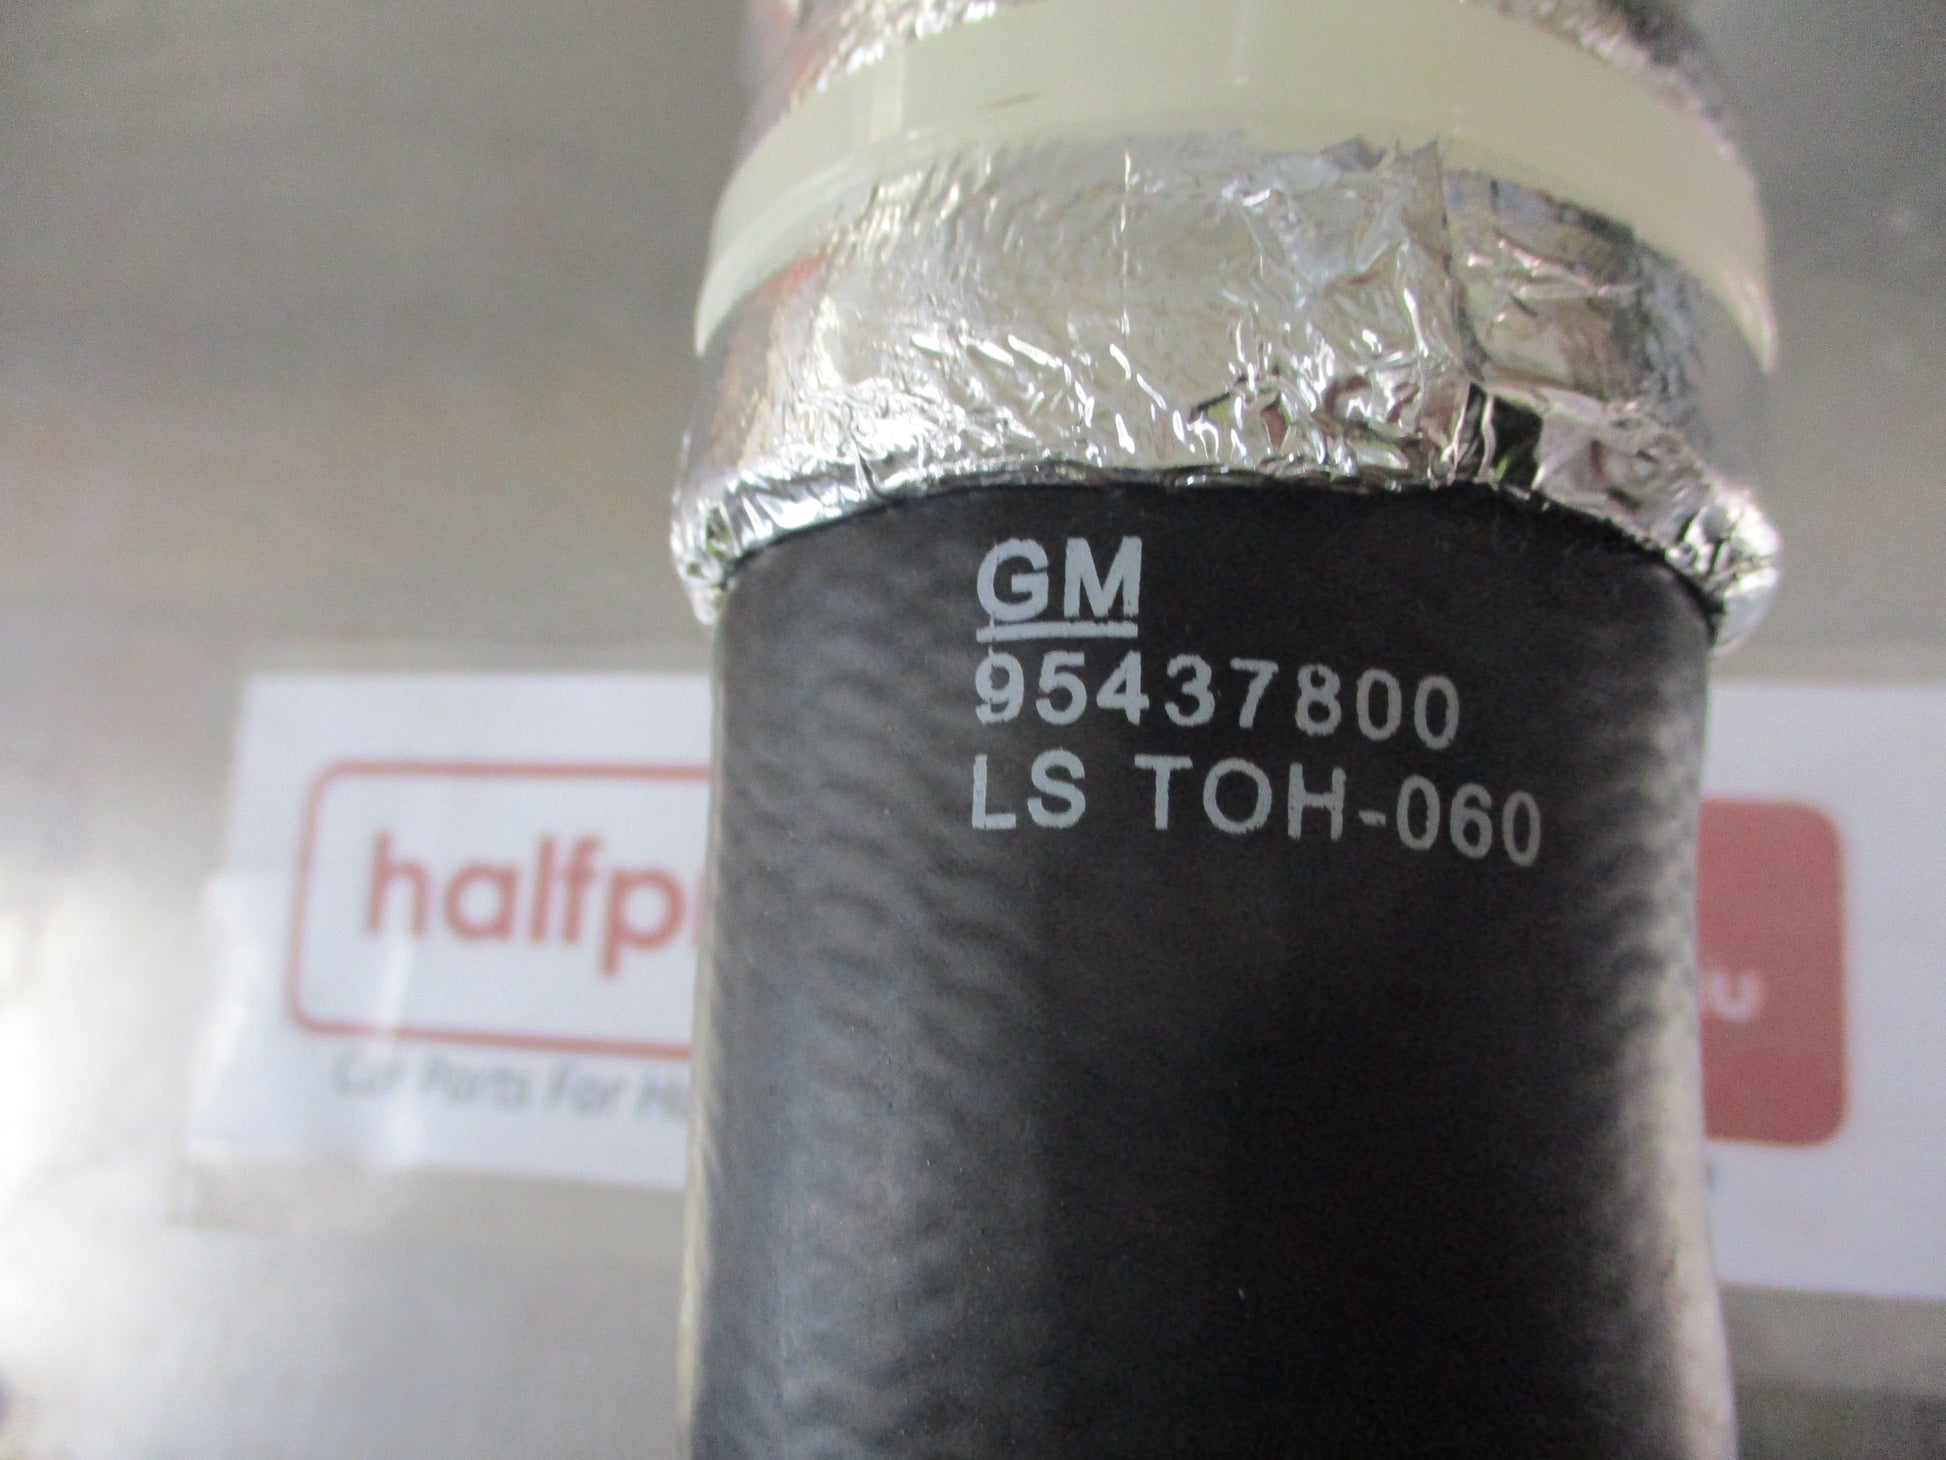 GM
95437800
LS TOH-060
halfp
Car Parts For